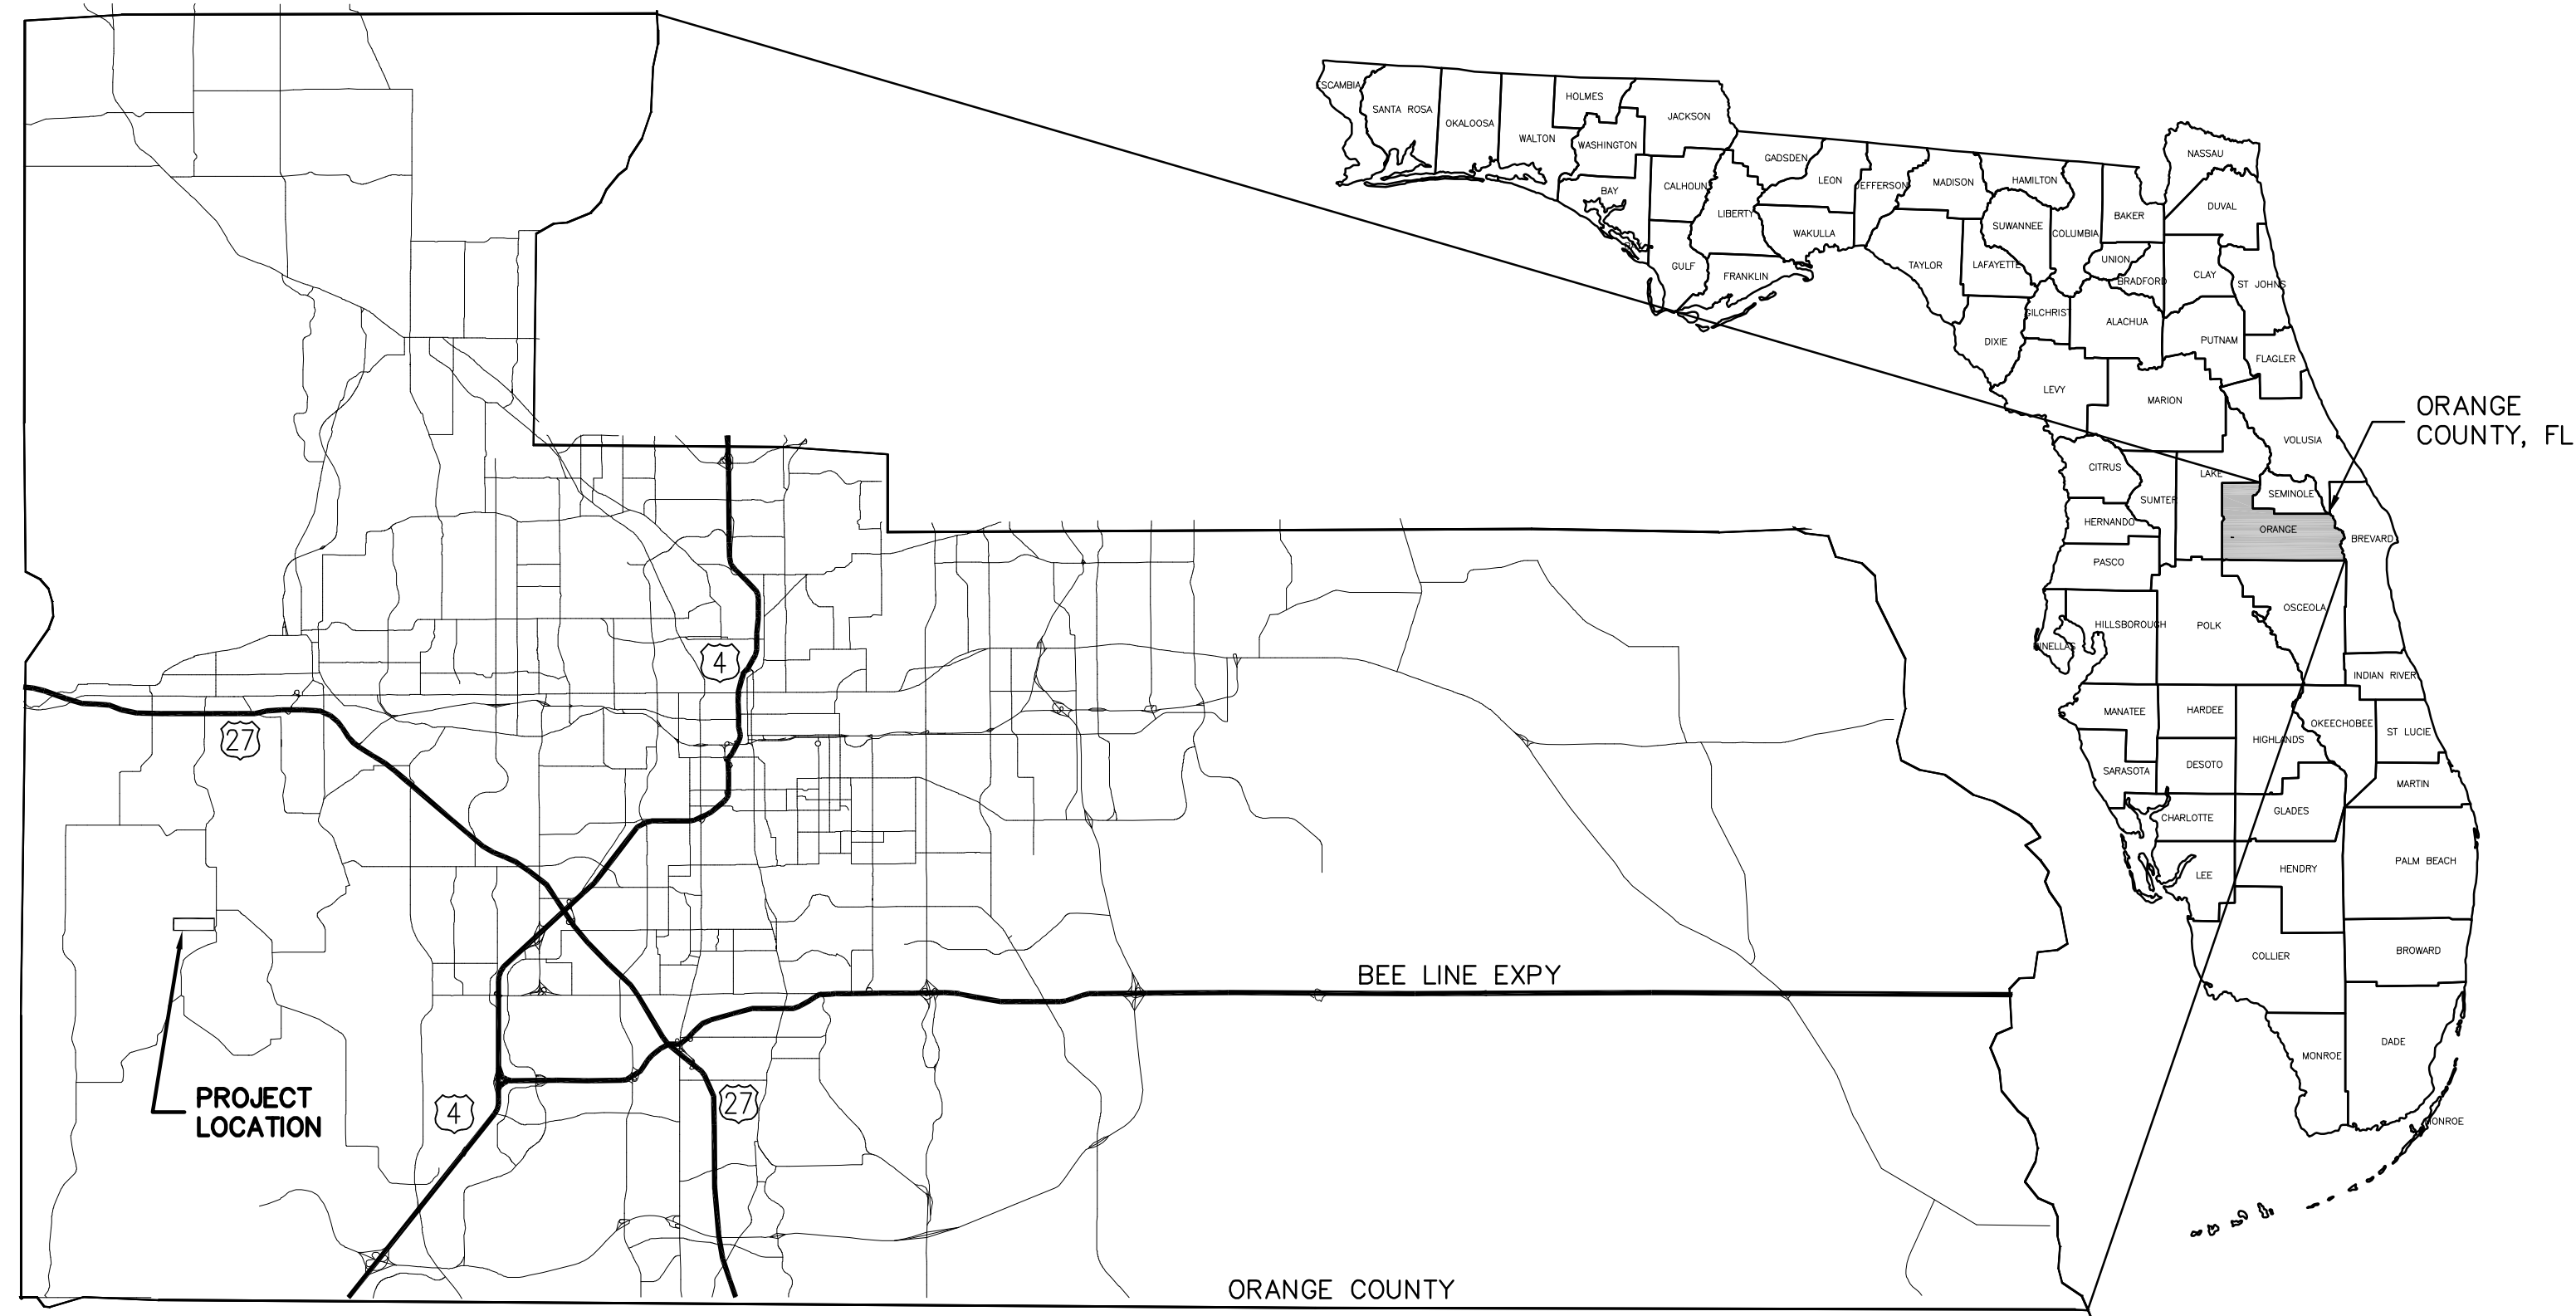 ESCAMBIA
SANTA ROSA
OKALOOSA
WALTON
HOLMES
WASHINGTON
JACKSON
BAY
CALHOUN
GULF
LIBERTY
GADSDEN
FRANKLIN
LEON
WAKULLA
JEFFERSON
MADISON
TAYLOR
HAMILTON
SUWANNEE
LAFAYETTE
COLUMBIA
BAKER
NASSAU
DUVAL
UNION
BRADFORD
CLAY
ST JOHNS
GILCHRIST
ALACHUA
DIXIE
PUTNAM
FLAGLER
LEVY
MARION
VOLUSIA
ORANGE
COUNTY, FL
CITRUS
SUMTER
LAKE
SEMINOLE
HERNANDO
ORANGE
BREVARD
PASCO
OSCEOLA
HILLSBOROUGH
POLK
PINELLAS
INDIAN RIVER
MANATEE
HARDEE
OKEECHOBEE
ST LUCIE
HIGHLANDS
SARASOTA
DESOTO
MARTIN
CHARLOTTE
GLADES
PALM BEACH
LEE
HENDRY
COLLIER
BROWARD
MONROE
DADE
MONROE
4
27
BEE LINE EXPY
PROJECT
LOCATION
4
27
ORANGE COUNTY